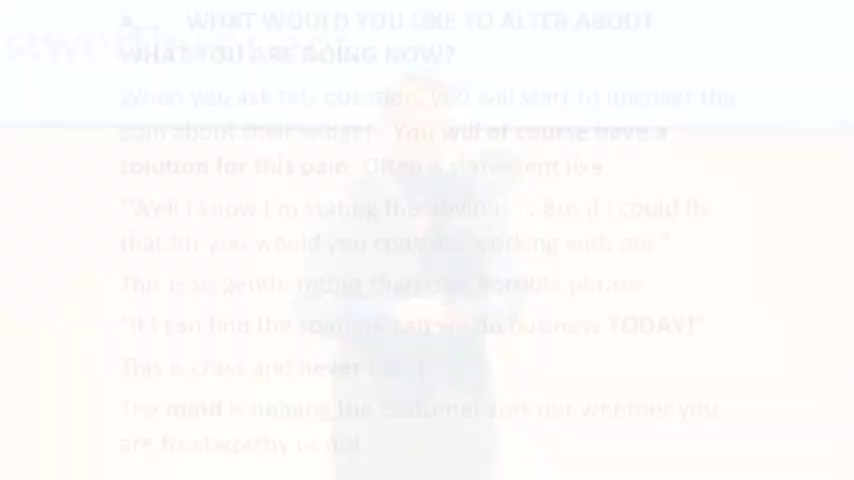 A.... WHAT WOULD YOU LIKE TO ALTER ABOUT
WHAT YOU ARE DOING NOW?
When you ask this question, you will start to uncover the
pain about their widget. You will of course have a
solution for this pain. Often a statement like
"Well I know I'm stating the obvious... But if I could fix
that for you would you consider working with me."
This is so gentle rather than that horrible phrase
"If I can find the solution can we do business TODAY!"
This is crass and never
The mind is helping the customer sort out whether you
are trustworthy or not.